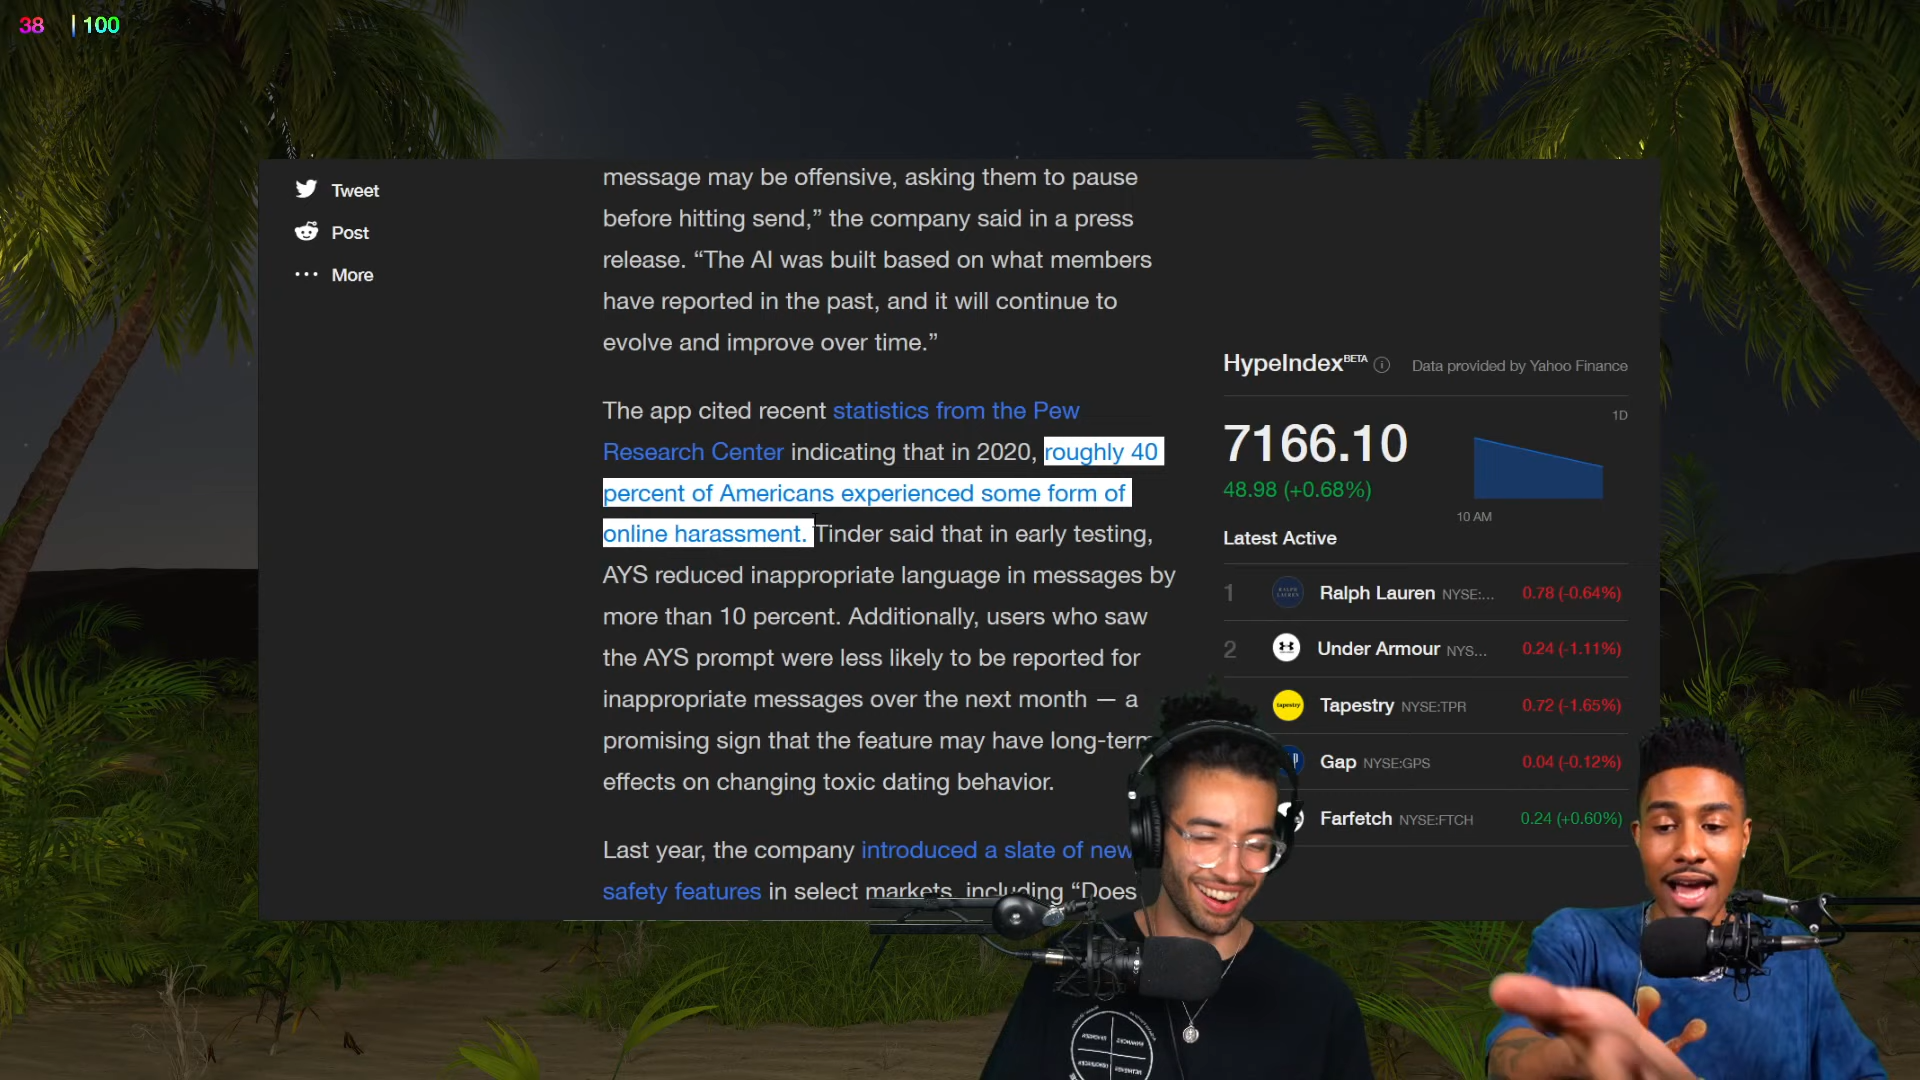 38 | 100
Tweet
Post
More
message may be offensive, asking them to pause
before hitting send,” the company said in a press
release. “The AI was built based on what members
have reported in the past, and it will continue to
evolve and improve over time.”
The app cited recent statistics from the Pew
Research Center indicating that in 2020, roughly 40
percent of Americans experienced some form of
online harassment. Tinder said that in early testing,
AYS reduced inappropriate language in messages by
more than 10 percent. Additionally, users who saw
the AYS prompt were less likely to be reported for
inappropriate messages over the next month — a
promising sign that the feature may have long-term
effects on changing toxic dating behavior.
Last year, the company introduced a slate of new
safety features in select markets, including “Does
HypeIndex BETA Data provided by Yahoo Finance
1D
7166.10
48.98 (+0.68%)
10 AM
Latest Active
1 RALPH LAUREN Ralph Lauren NYSE:... 0.78 (-0.64%)
2 Under Armour NYS... 0.24 (-1.11%)
tapestry Tapestry NYSE:TPR 0.72 (-1.65%)
Gap NYSE:GPS 0.04 (-0.12%)
Farfetch NYSE:FTCH 0.24 (+0.60%)